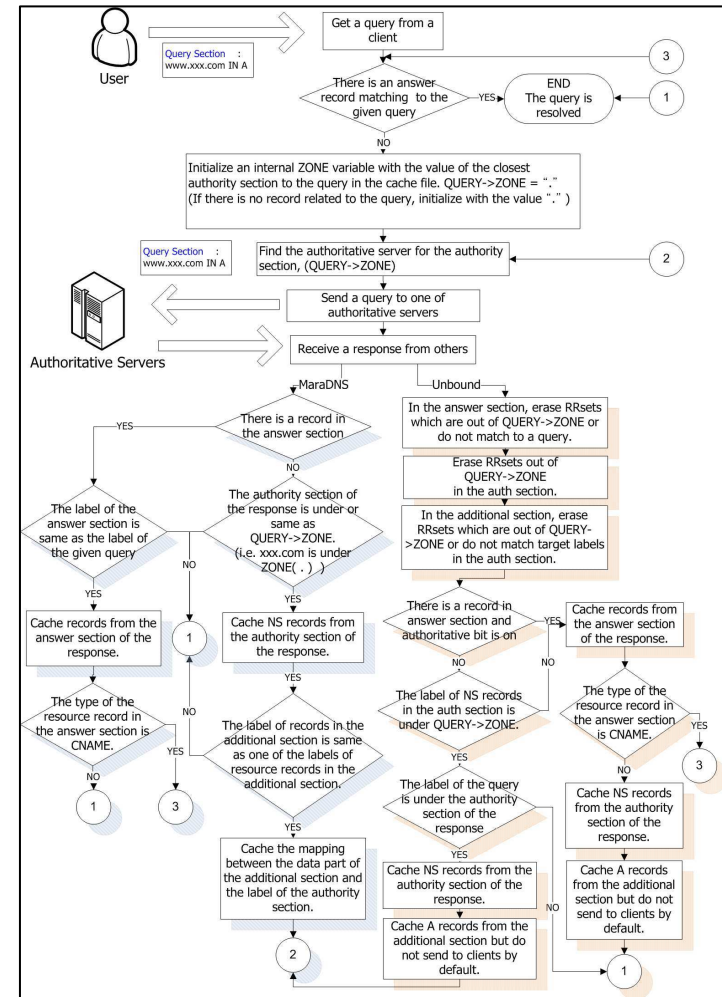 User
Query Section :
www.xxx.com IN A
Get a query from a
client
3
There is an answer
record matching to the
given query
YES
END
The query is
resolved
1
NO
Initialize an internal ZONE variable with the value of the closest
authority section to the query in the cache file. QUERY->ZONE = “.”
(If there is no record related to the query, initialize with the value “.” )
Query Section :
www.xxx.com IN A
Find the authoritative server for the authority
section, (QUERY->ZONE)
2
Send a query to one of
authoritative servers
Authoritative Servers
Receive a response from others
MaraDNS
Unbound
There is a record in
the answer section
YES
NO
The label of the
answer section is
same as the label of
the given query
NO
YES
The authority section of
the response is under or
same as
QUERY->ZONE.
(i.e. xxx.com is under
ZONE( . ) )
NO
YES
Cache records from the
answer section of the
response.
1
Cache NS records from
the authority section of
the response.
YES
The type of the
resource record in
the answer section is
CNAME.
NO
YES
1
3
The label of records in the
additional section is same
as one of the labels of
resource records in the
additional section.
NO
YES
Cache the mapping
between the data part of
the additional section and
the label of the authority
section.
2
In the answer section, erase RRsets
which are out of QUERY->ZONE or
do not match to a query.
Erase RRsets out of
QUERY->ZONE
in the auth section.
In the additional section, erase
RRsets which are out of QUERY-
>ZONE or do not match target labels
in the auth section.
There is a record in
answer section and
authoritative bit is on
YES
NO
The label of NS records
in the auth section is
under QUERY->ZONE.
NO
YES
The label of the query
is under the authority
section of the
response
YES
NO
Cache NS records from the
authority section of the
response.
Cache A records from the
additional section but do
not send to clients by
default.
Cache records from
the answer section
of the response.
The type of the
resource record in
the answer section
is CNAME.
YES
3
NO
Cache NS records
from the authority
section of the
response.
Cache A records
from the additional
section but do not
send to clients by
default.
1